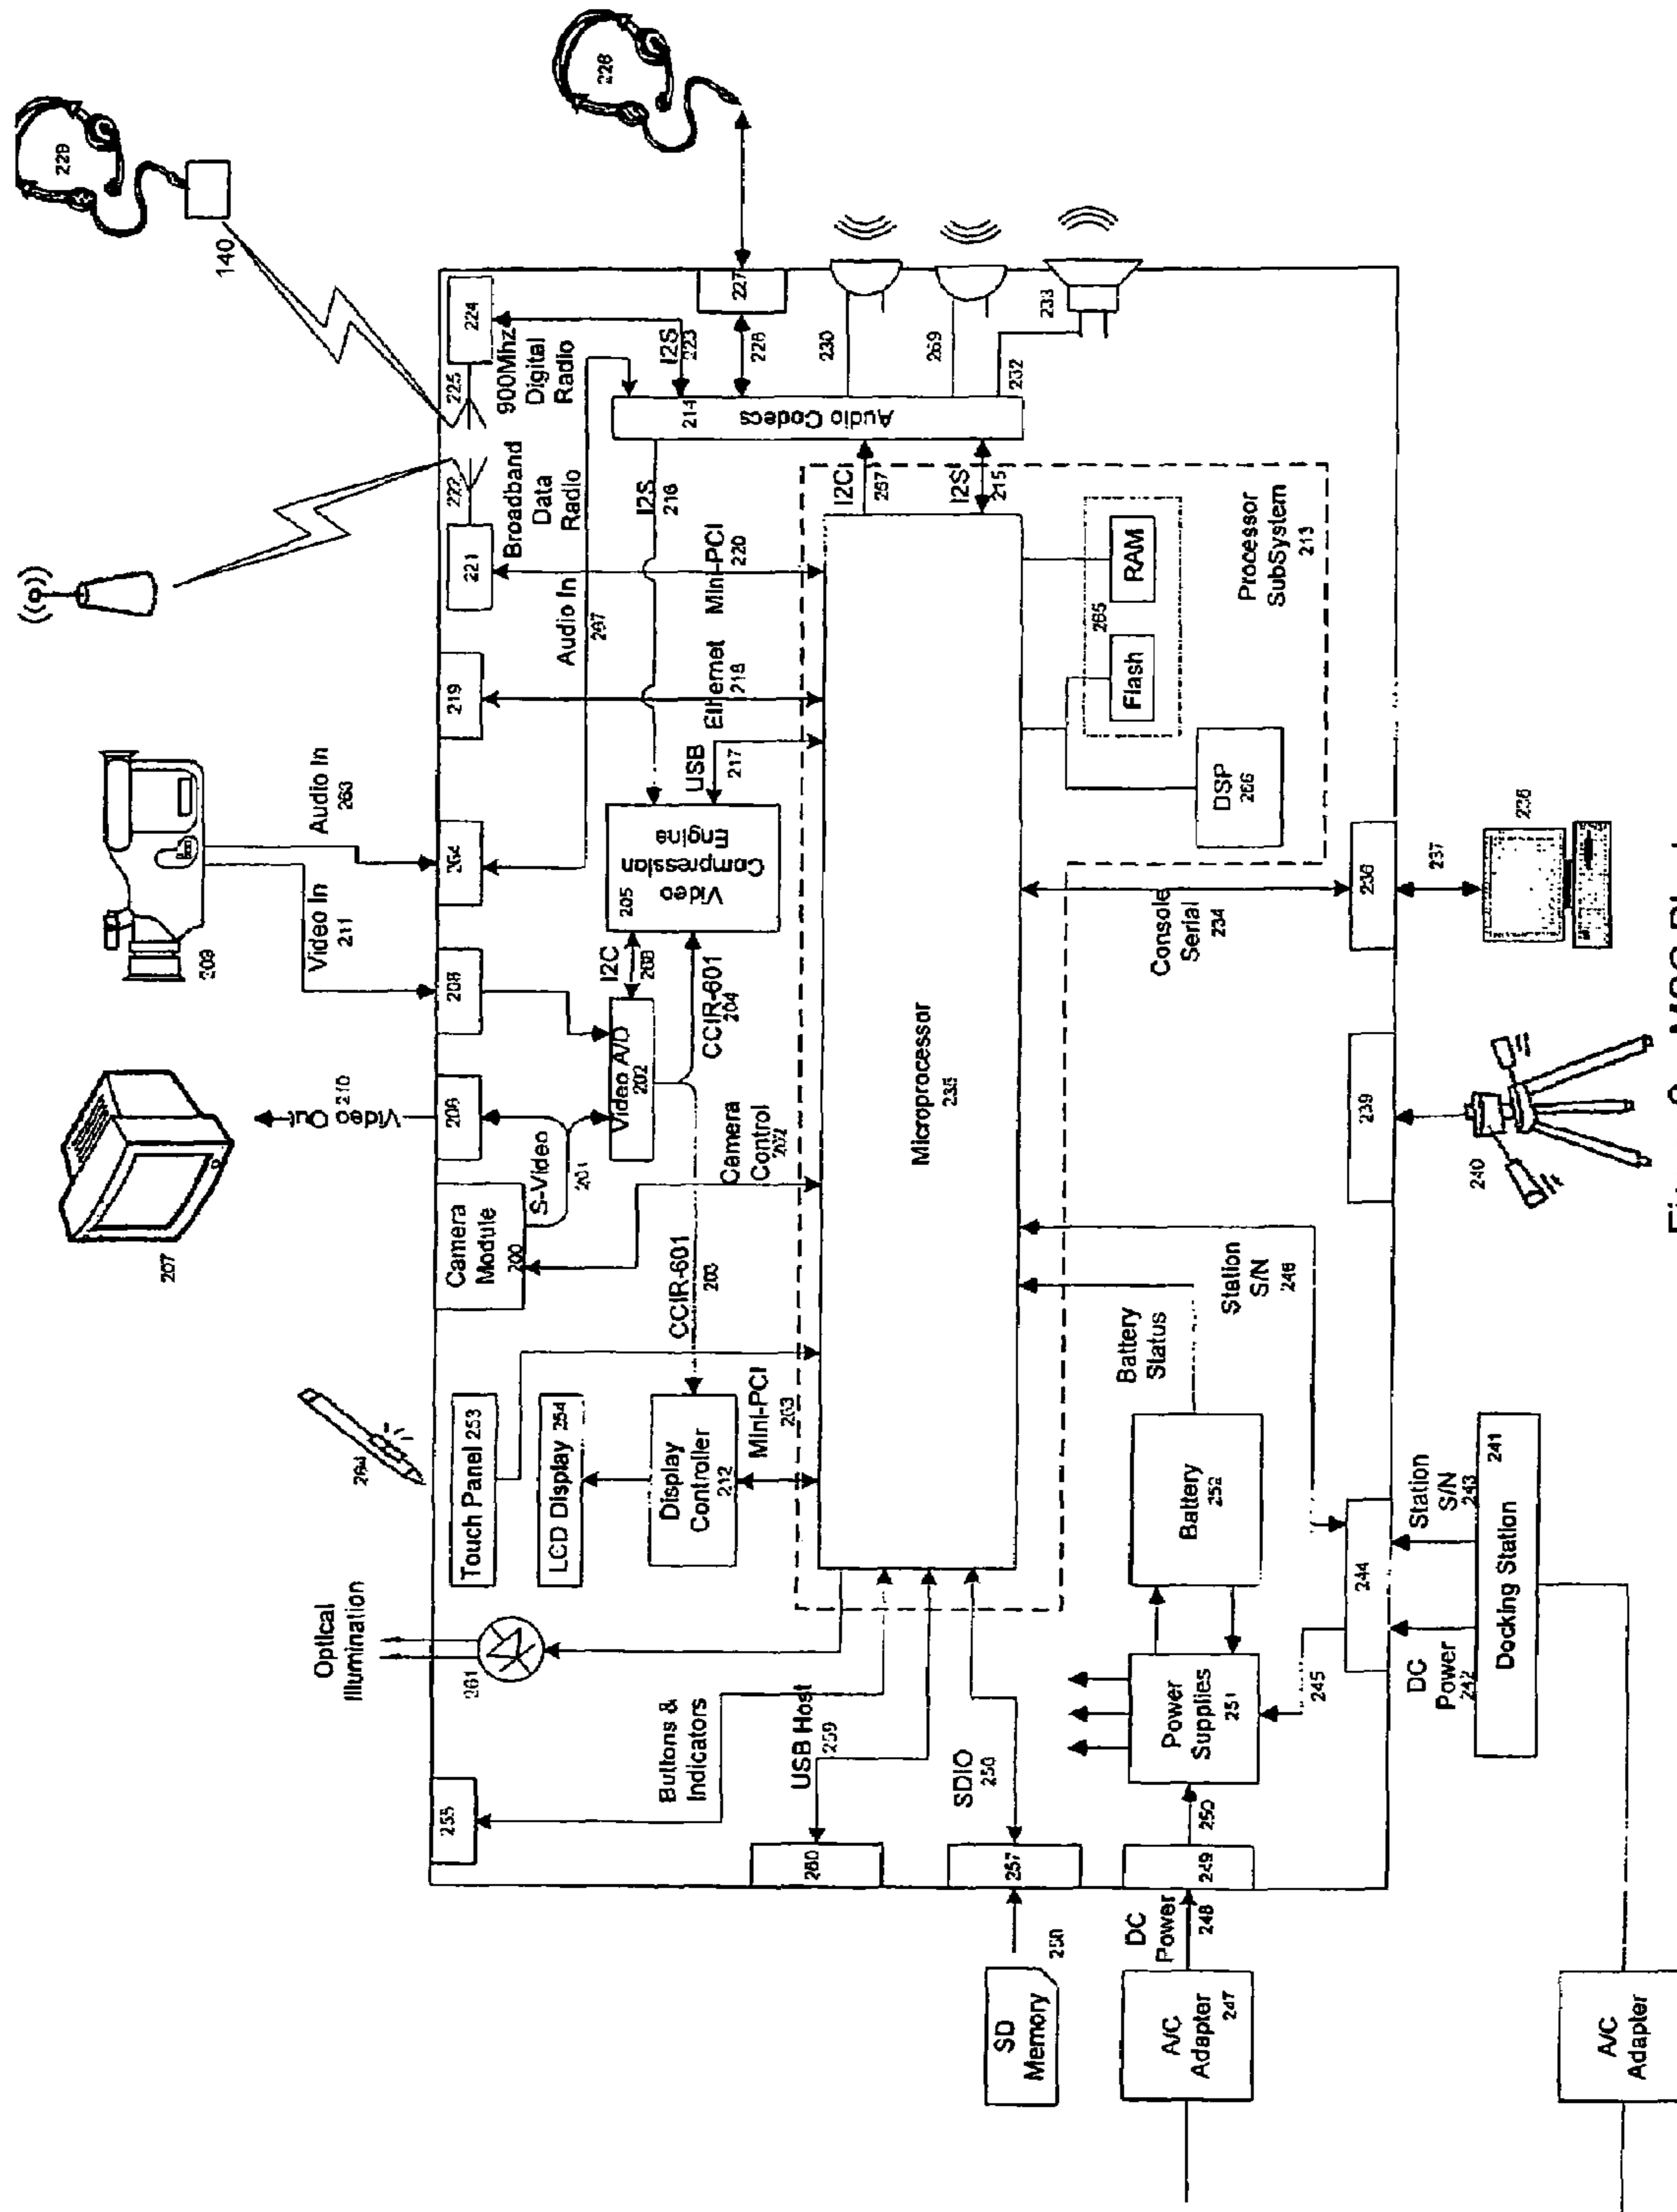 229
140
228
207
209
Video Out
210
Video In
211
Audio In
263
Optical
Illumination
261
264
255
Touch Panel 253
LCD Display 254
Display
Controller
212
Mini-PCI
263
CCIR-601
203
Camera
Module
200
S-Video
201
Camera
Control
262
206
208
Video A/D
202
I2C
268
CCIR-601
204
264
205
Video
Compression
Engine
USB
217
219
Ethernet
218
Audio In
267
221
222
Broadband
Data
Radio
Mini-PCI
220
I2S
216
224
225
900Mhz
Digital
Radio
I2S
223
214
Audio Codecs
226
227
230
269
232
233
I2C
267
I2S
215
Buttons &
Indicators
USB Host
259
260
SDIO
250
257
SD
Memory
258
Microprocessor
235
Flash
RAM
265
DSP
266
Processor
SubSystem
213
Console
Serial
234
236
237
238
239
240
Battery
Status
Station
S/N
246
Battery
252
Power
Supplies
251
250
249
DC
Power
248
A/C
Adapter
247
245
244
DC
Power
242
Station
S/N
243
Docking Station
241
A/C
Adapter